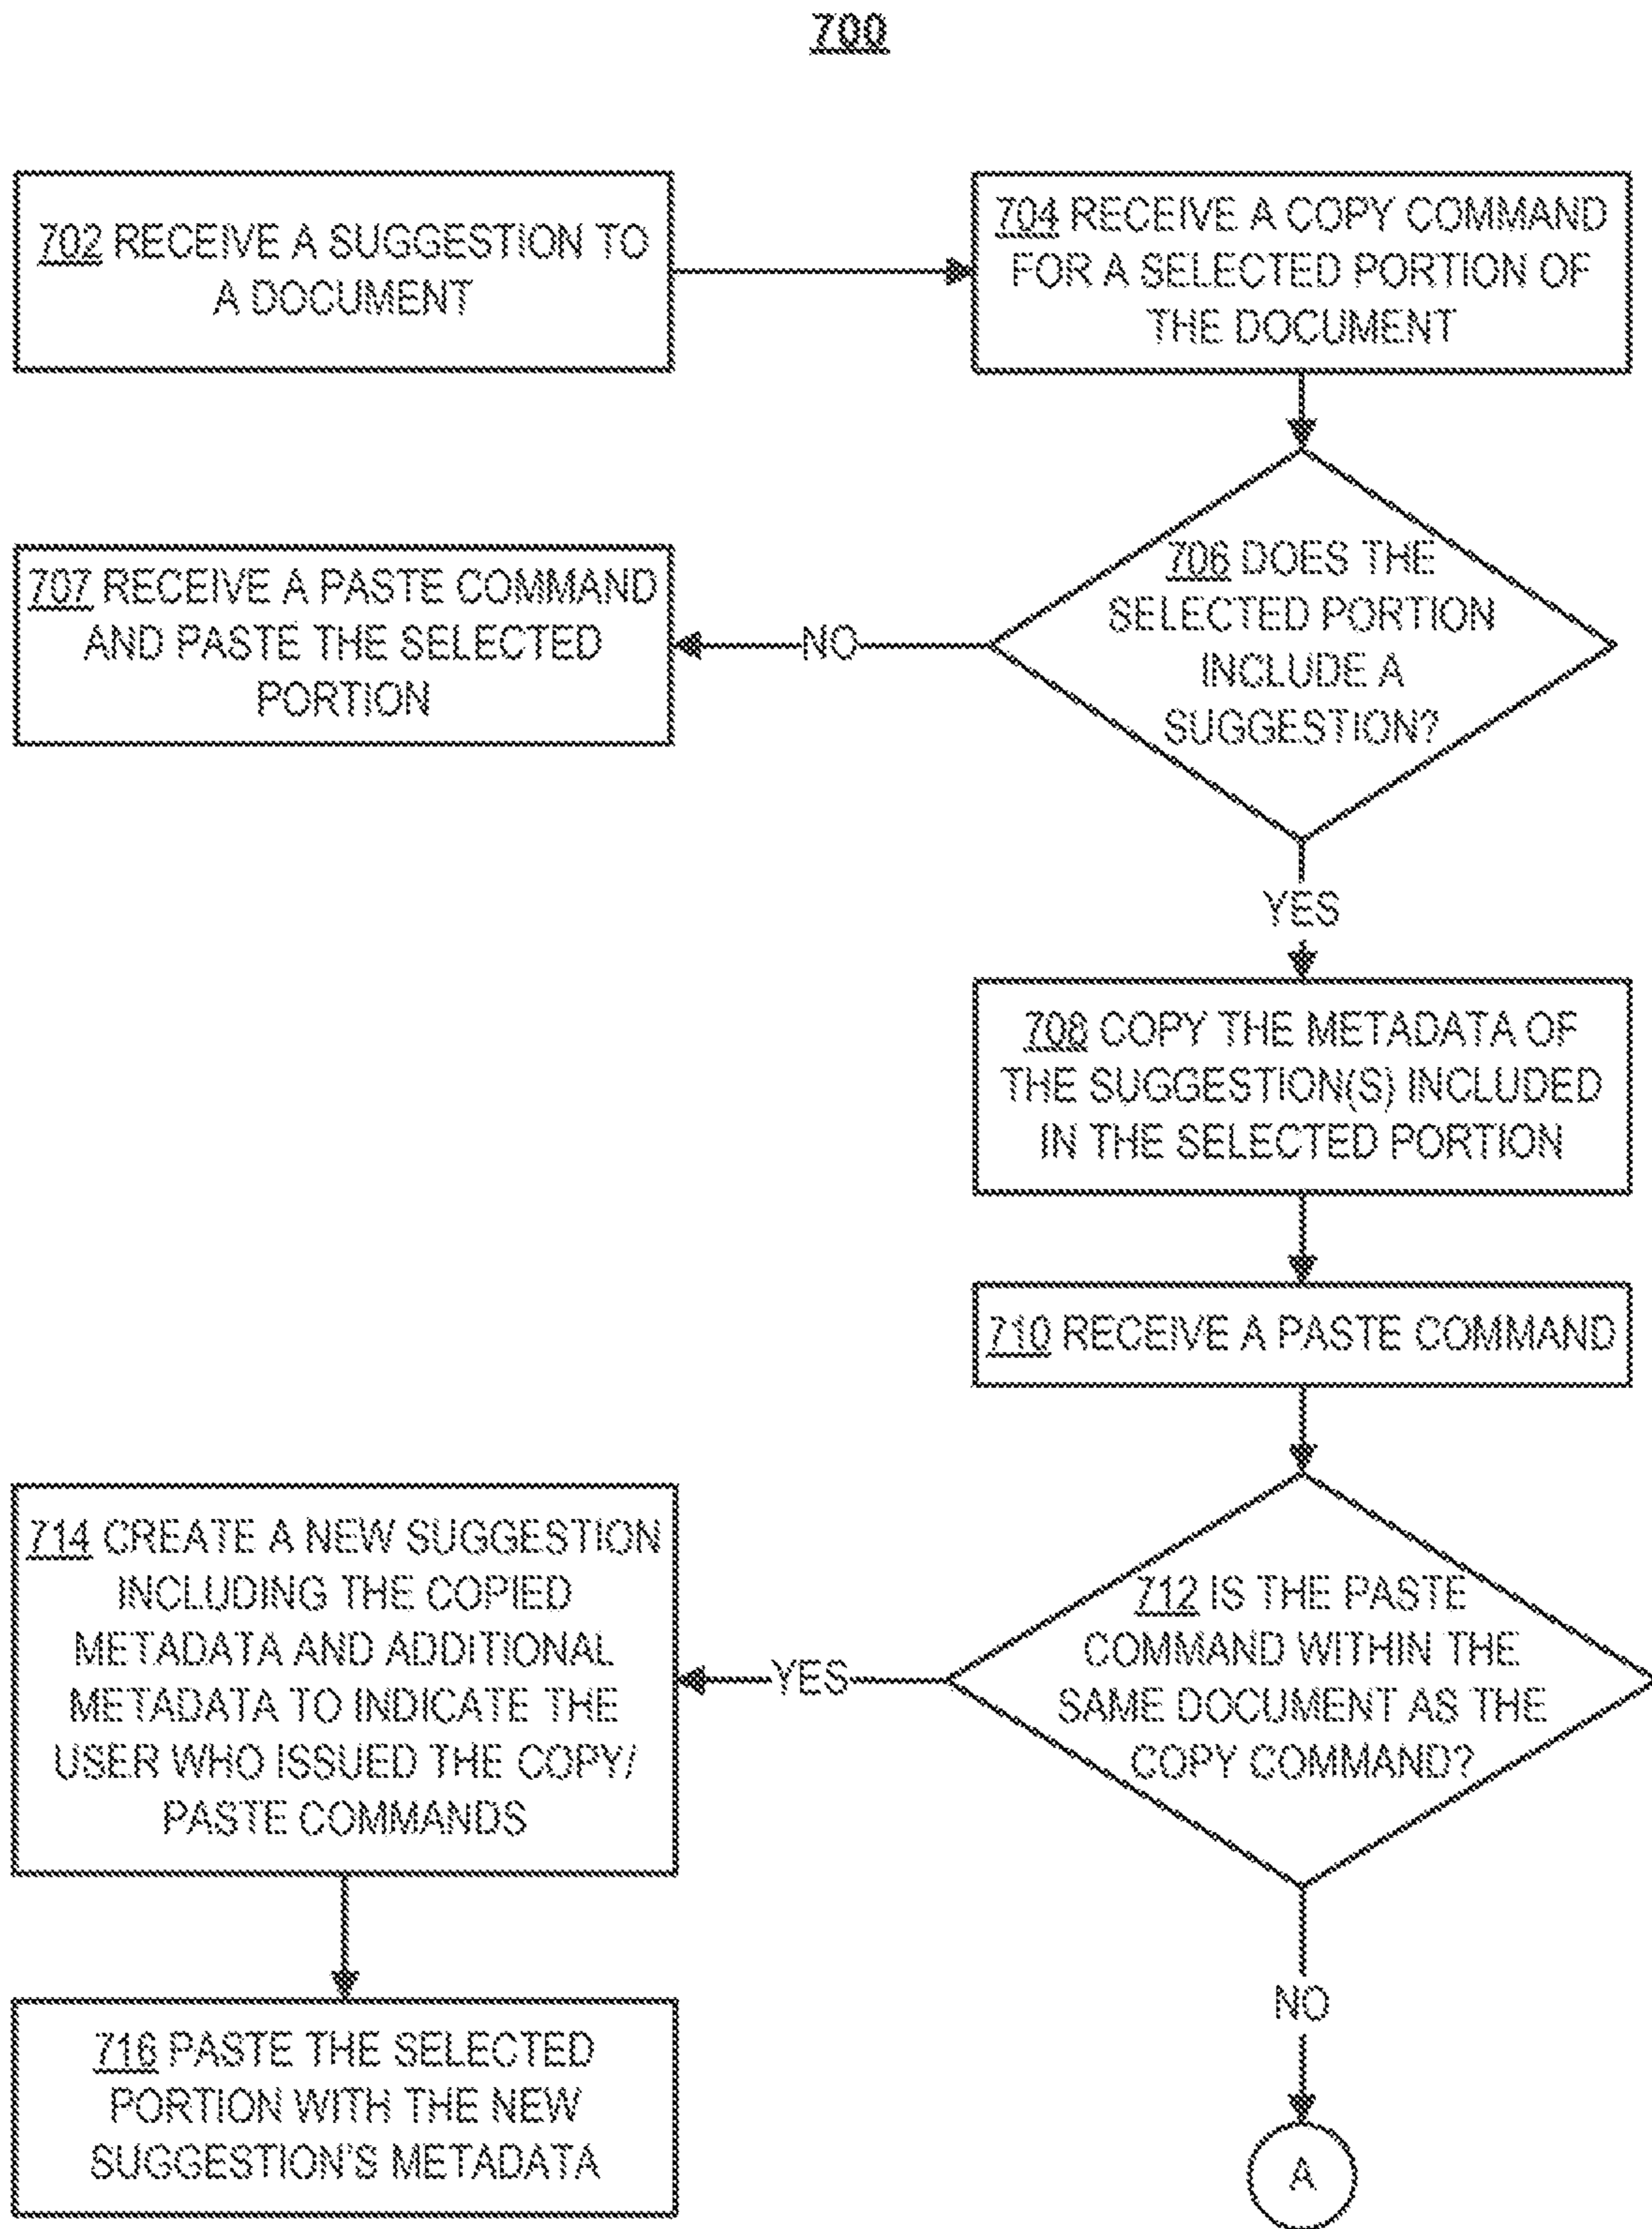 700
702 RECEIVE A SUGGESTION TO
A DOCUMENT
704 RECEIVE A COPY COMMAND
FOR A SELECTED PORTION OF
THE DOCUMENT
706 DOES THE
SELECTED PORTION
INCLUDE A
SUGGESTION?
NO
707 RECEIVE A PASTE COMMAND
AND PASTE THE SELECTED
PORTION
YES
708 COPY THE METADATA OF
THE SUGGESTION(S) INCLUDED
IN THE SELECTED PORTION
710 RECEIVE A PASTE COMMAND
712 IS THE PASTE
COMMAND WITHIN THE
SAME DOCUMENT AS THE
COPY COMMAND?
YES
714 CREATE A NEW SUGGESTION
INCLUDING THE COPIED
METADATA AND ADDITIONAL
METADATA TO INDICATE THE
USER WHO ISSUED THE COPY/
PASTE COMMANDS
716 PASTE THE SELECTED
PORTION WITH THE NEW
SUGGESTION'S METADATA
NO
A